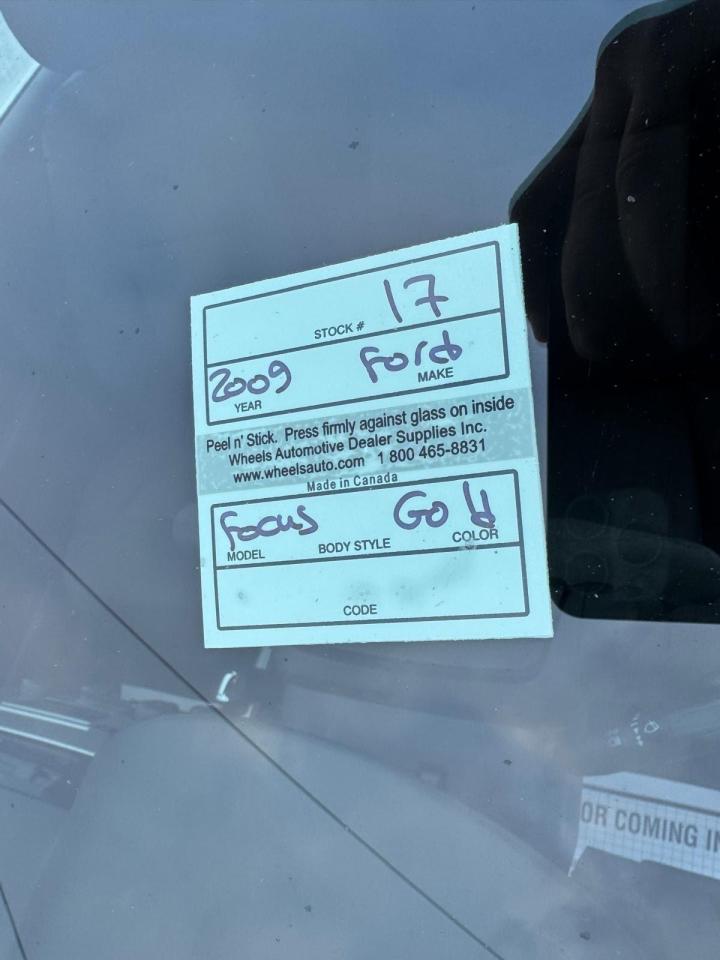 17
STOCK #
2009 Ford
YEAR MAKE
Peel n' Stick. Press firmly against glass on inside
Wheels Automotive Dealer Supplies Inc.
www.wheelsauto.com 1 800 465-8831
Made in Canada
Focus Gold
MODEL BODY STYLE COLOR
CODE
OR COMING IN